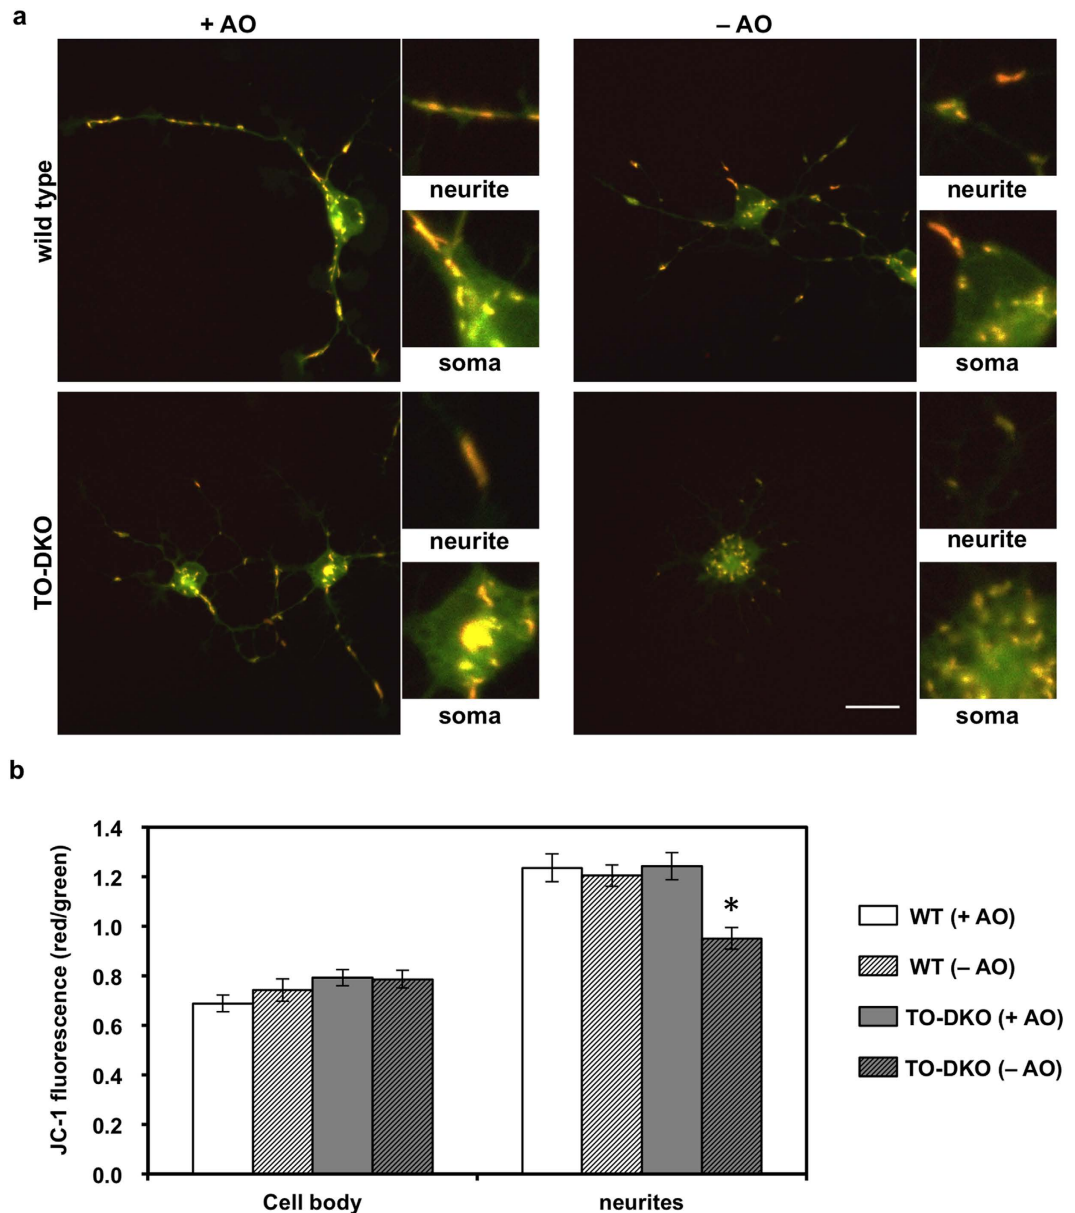 a
+ AO
– AO
wild type
neurite
soma
neurite
soma
TO-DKO
neurite
soma
neurite
soma
b
JC-1 fluorescence (red/green)
1.4
1.2
1.0
0.8
0.6
0.4
0.2
0.0
*
Cell body
neurites
WT (+ AO)
WT (– AO)
TO-DKO (+ AO)
TO-DKO (– AO)